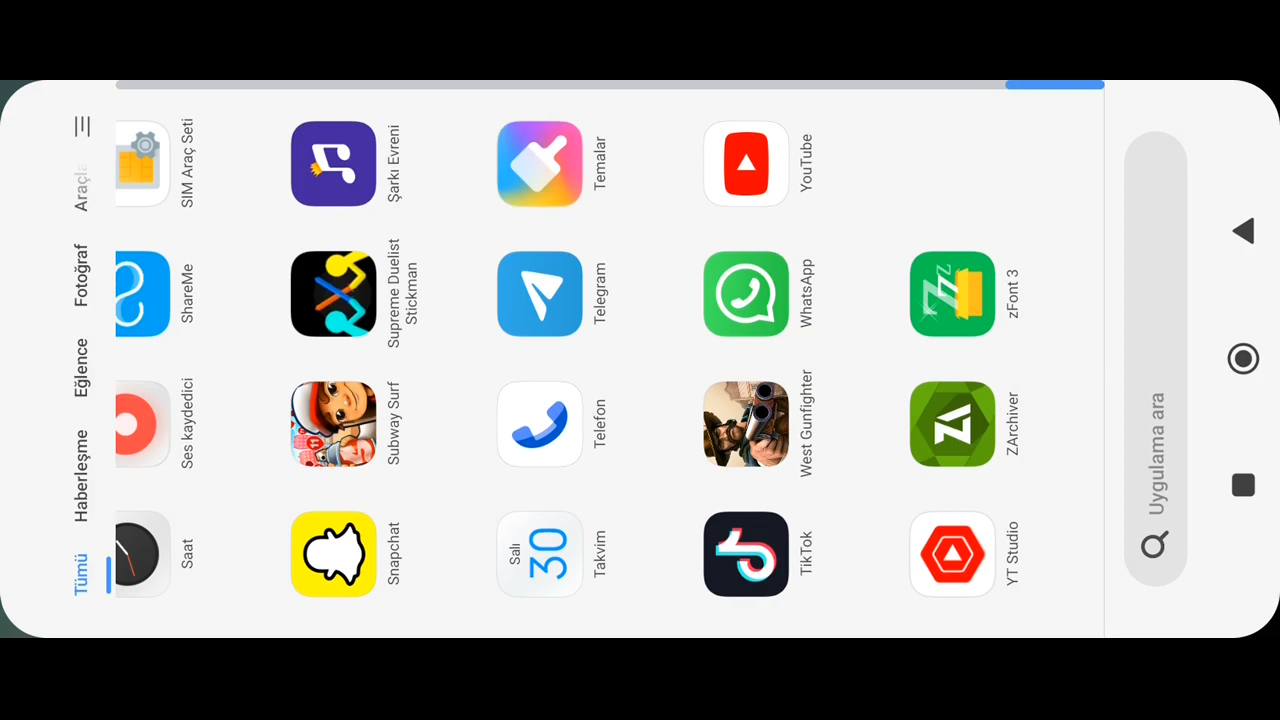 Tümü
Haberleşme
Eğlence
Fotoğraf
Araçla
Saat
Ses kaydedici
ShareMe
SIM Araç Seti
Snapchat
Subway Surf
Supreme Duelist
Stickman
Şarkı Evreni
Salı
30
Takvim
Telefon
Telegram
Temalar
TikTok
West Gunfighter
WhatsApp
YouTube
YT Studio
ZArchiver
zFont 3
Uygulama ara